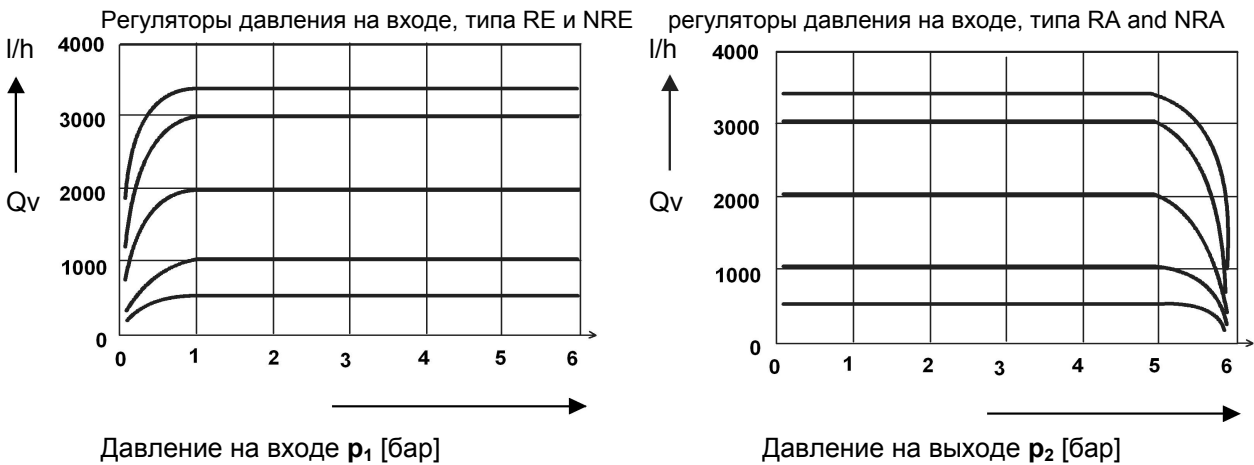 Регуляторы давления на входе, типа RE и NRE
l/h
4000
3000
Qv
2000
1000
0
0 1 2 3 4 5 6
Давление на входе p₁ [бар]
регуляторы давления на входе, типа RA and NRA
l/h
4000
3000
Qv
2000
1000
0
0 1 2 3 4 5 6
Давление на выходе p₂ [бар]